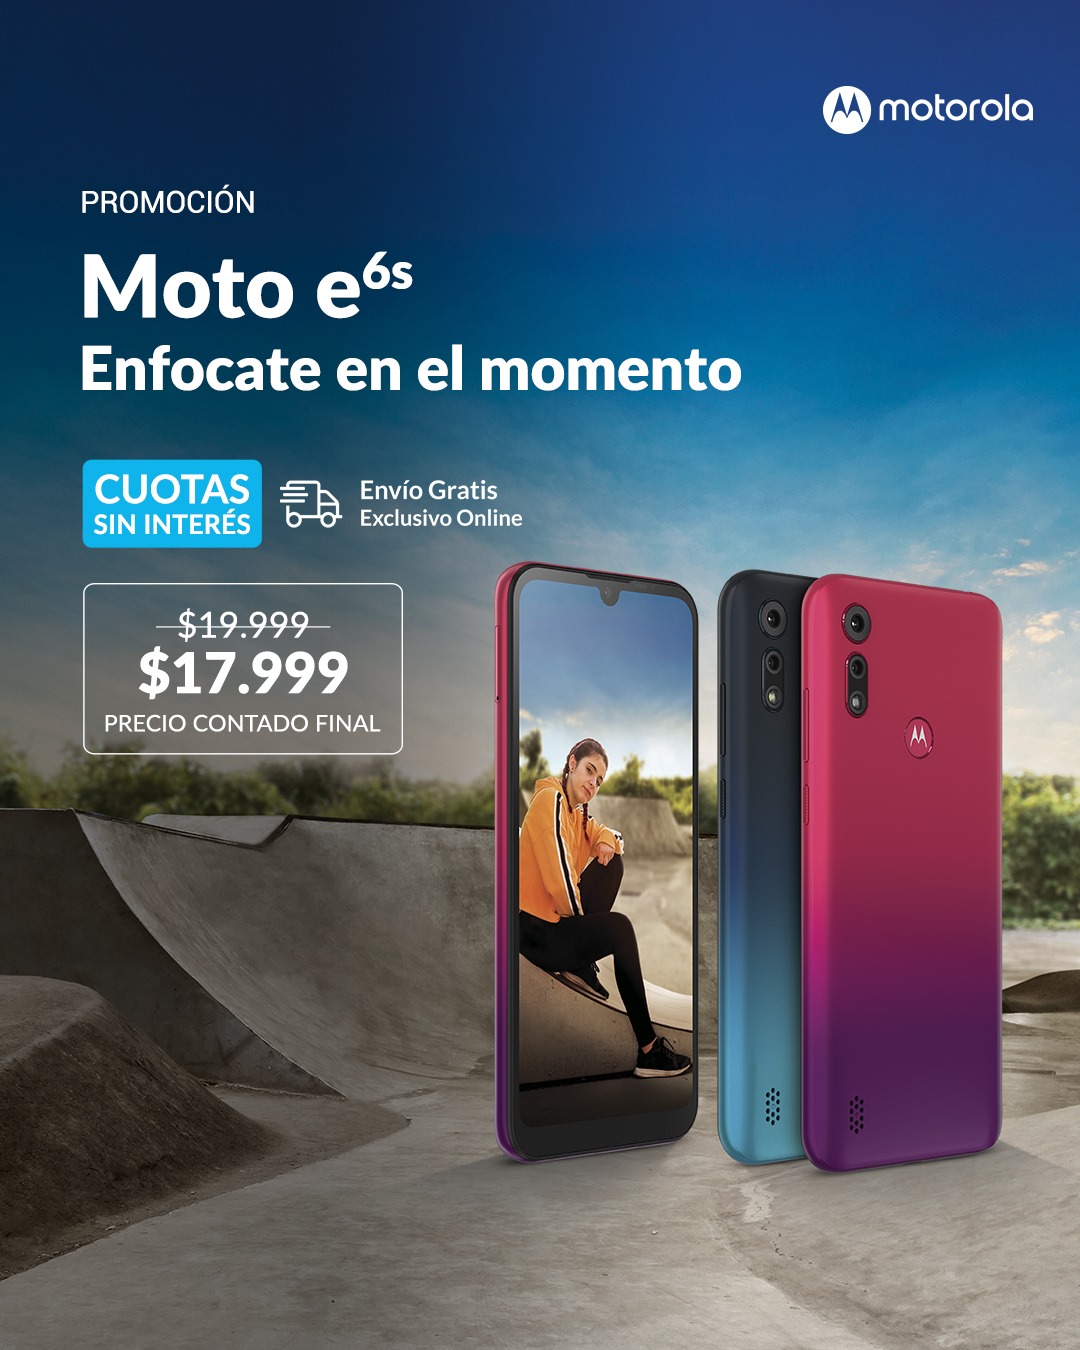 motorola
PROMOCIÓN
Moto e6s
Enfocate en el momento
CUOTAS
SIN INTERÉS
Envío Gratis
Exclusivo Online
$19.999
$17.999
PRECIO CONTADO FINAL